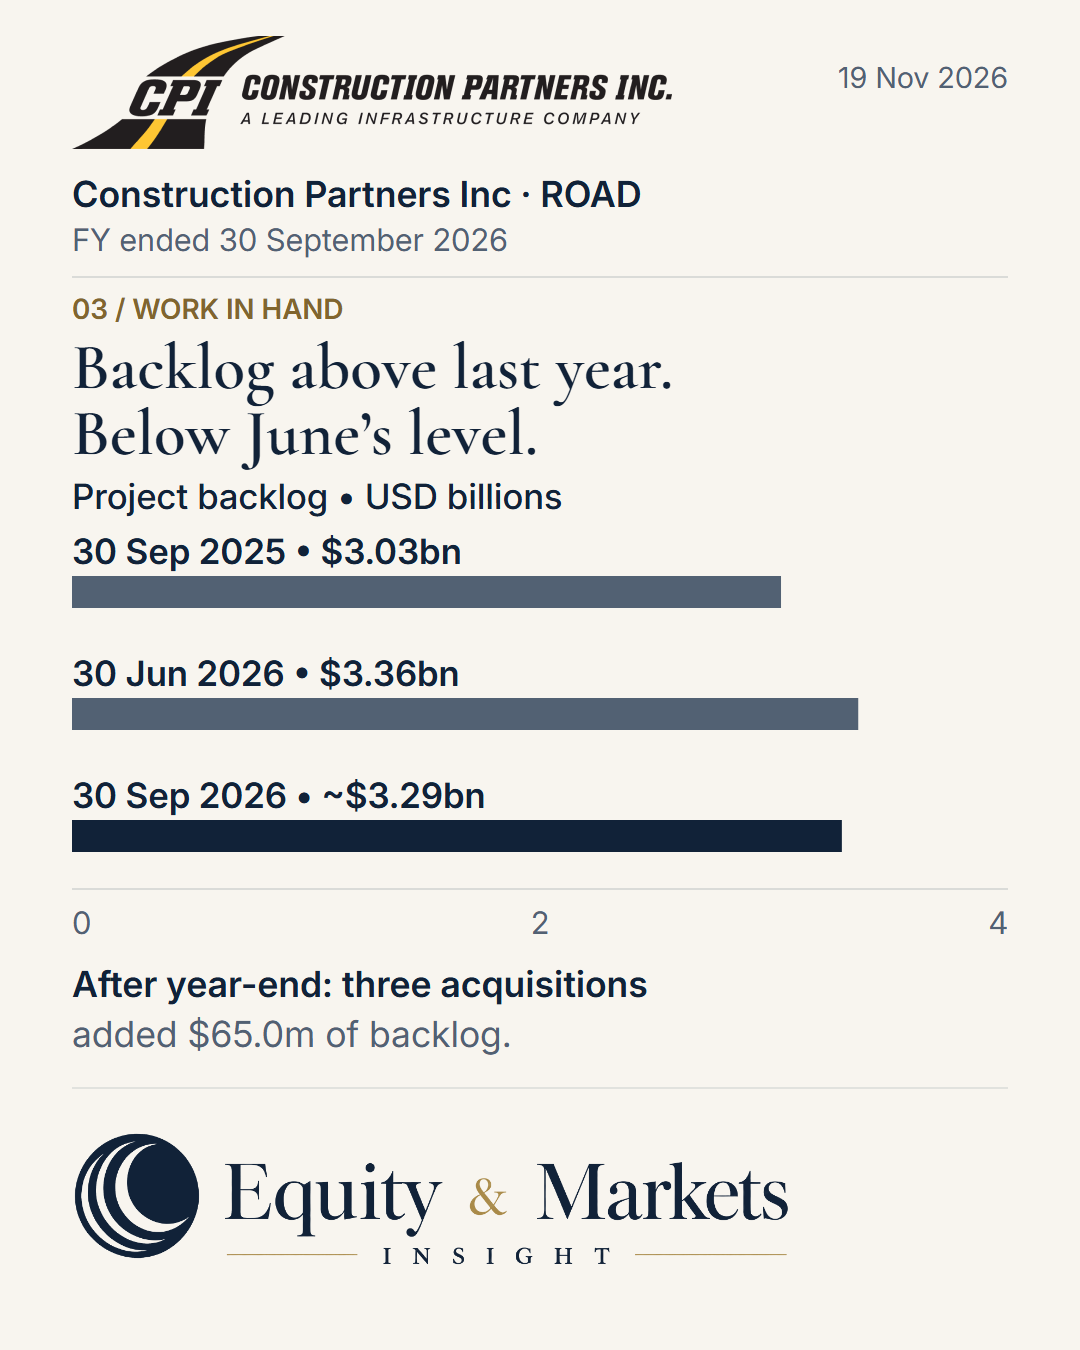 CPI
CONSTRUCTION PARTNERS INC.
A LEADING INFRASTRUCTURE COMPANY
19 Nov 2026
Construction Partners Inc · ROAD
FY ended 30 September 2026
03 / WORK IN HAND
Backlog above last year.
Below June’s level.
Project backlog • USD billions
30 Sep 2025 • $3.03bn
30 Jun 2026 • $3.36bn
30 Sep 2026 • ~$3.29bn
0 2 4
After year-end: three acquisitions
added $65.0m of backlog.
Equity & Markets
INSIGHT